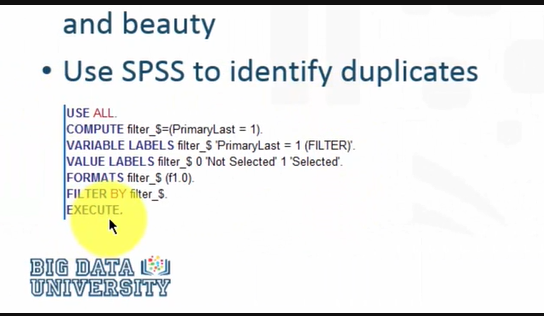 and beauty
• Use SPSS to identify duplicates
USE ALL.
COMPUTE filter_$=(PrimaryLast = 1).
VARIABLE LABELS filter_$ 'PrimaryLast = 1 (FILTER)'.
VALUE LABELS filter_$ 0 'Not Selected' 1 'Selected'.
FORMATS filter_$ (f1.0).
FILTER BY filter_$.
EXECUTE.
BIG DATA
UNIVERSITY